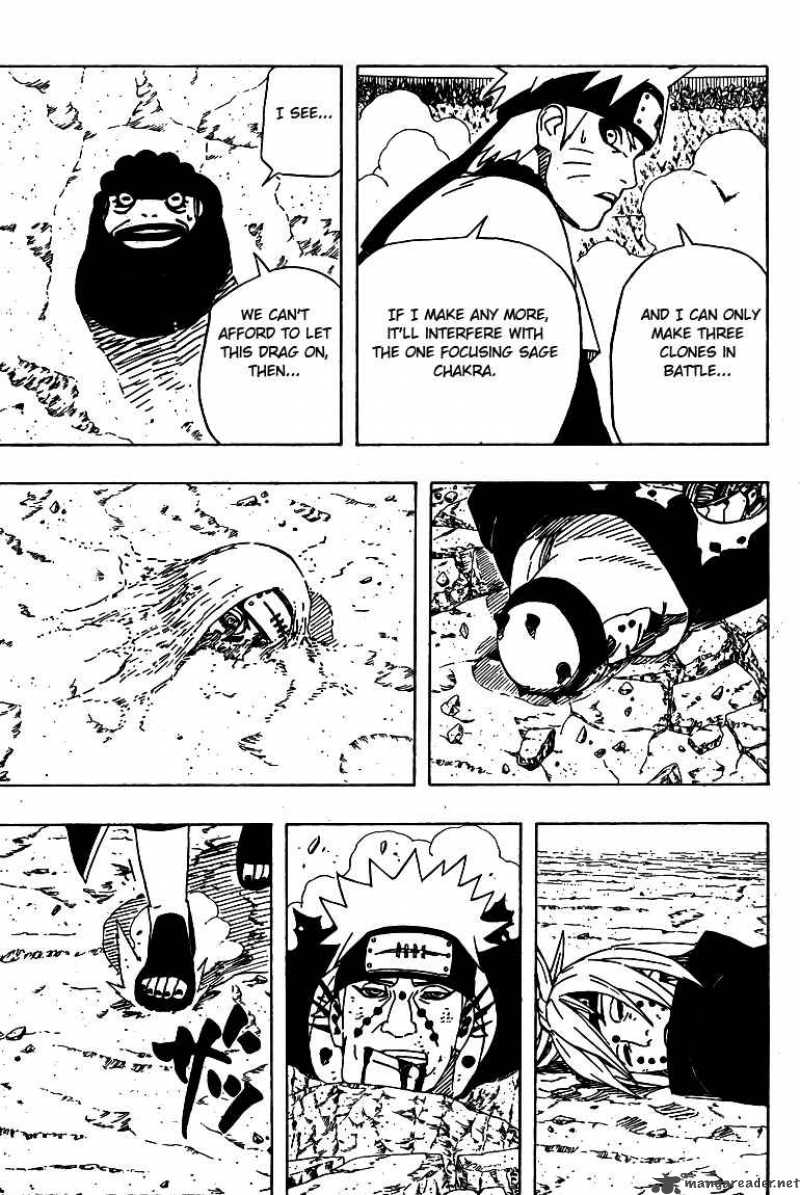 AND I CAN ONLY
MAKE THREE
CLONES IN
BATTLE...
IF I MAKE ANY MORE,
IT'LL INTERFERE WITH
THE ONE FOCUSING SAGE
CHAKRA.
I SEE...
WE CAN'T
AFFORD TO LET
THIS DRAG ON,
THEN...
ザッ
mangareader.net